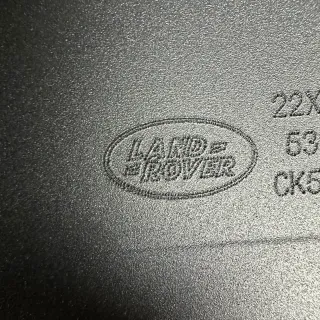 LAND=
=ROVER
22X
53
CK5